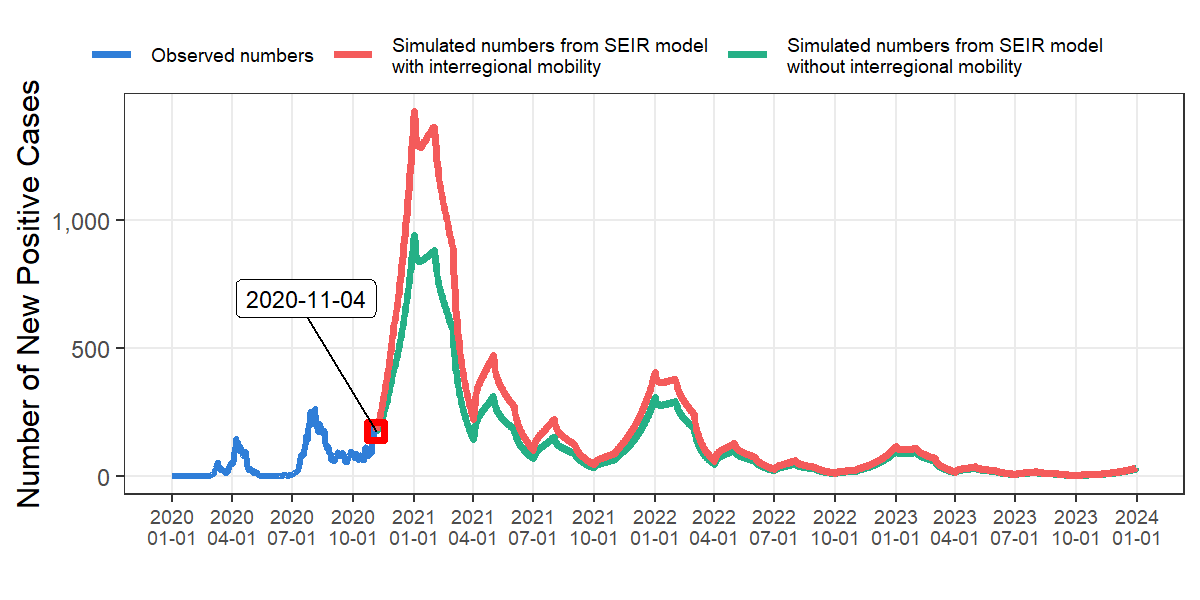 Observed numbers
Simulated numbers from SEIR model
with interregional mobility
Simulated numbers from SEIR model
without interregional mobility
Number of New Positive Cases
1,000
500
0
2020-11-04
2020 2020 2020 2020 2021 2021 2021 2021 2022 2022 2022 2022 2023 2023 2023 2023 2024
01-01 04-01 07-01 10-01 01-01 04-01 07-01 10-01 01-01 04-01 07-01 10-01 01-01 04-01 07-01 10-01 01-01